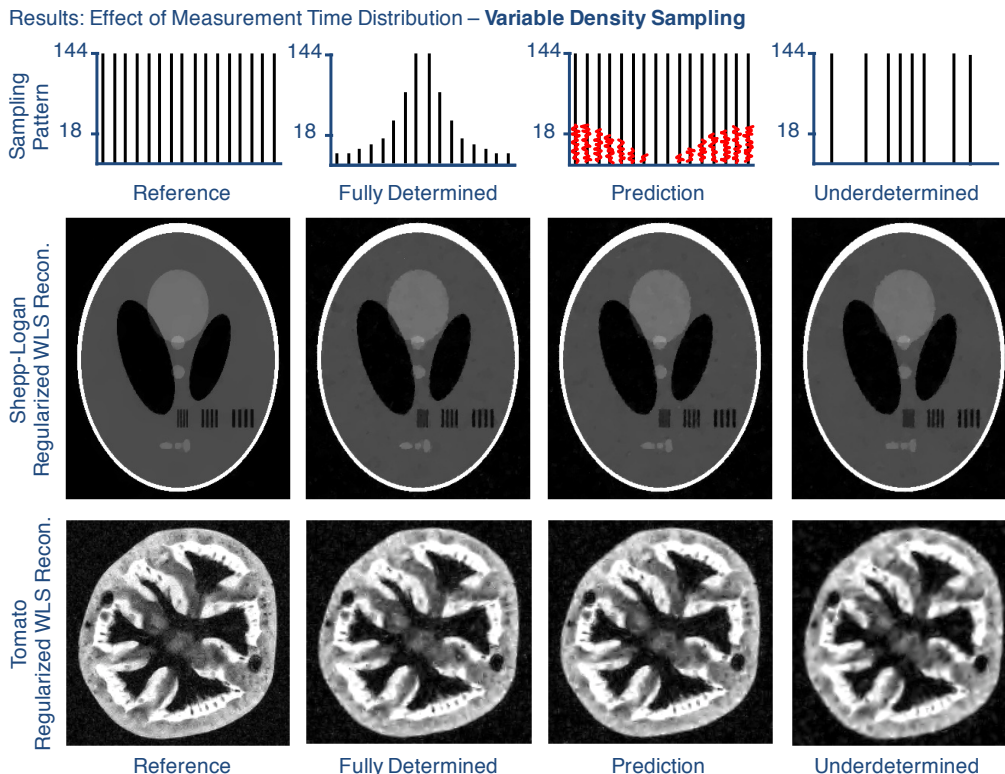 Results: Effect of Measurement Time Distribution – Variable Density Sampling
Sampling
Pattern
144
18
144
18
144
18
144
18
Reference
Fully Determined
Prediction
Underdetermined
Shepp-Logan
Regularized WLS Recon.
Tomato
Regularized WLS Recon.
Reference
Fully Determined
Prediction
Underdetermined